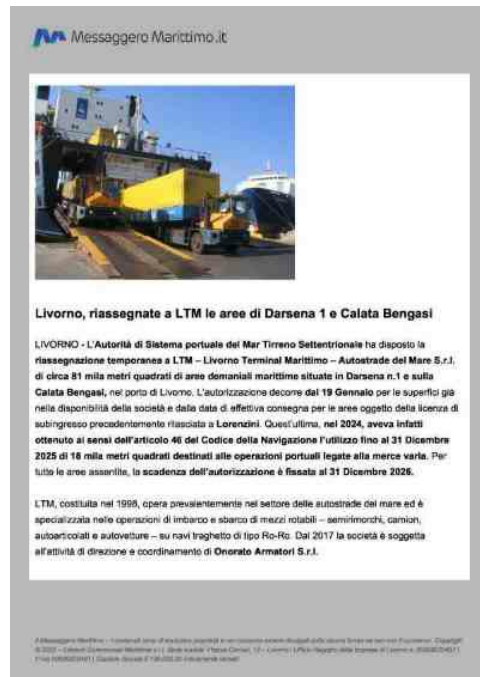 Messaggero Marittimo.it
Livorno, riassegnate a LTM le aree di Darsena 1 e Calata Bengasi
LIVORNO - L'Autorità di Sistema portuale del Mar Tirreno Settentrionale ha disposto la
riassegnazione temporanea a LTM – Livorno Terminal Marittimo – Autostrade del Mare S.r.l.
di circa 81 mila metri quadrati di aree demaniali marittime situate in Darsena n.1 e sulla
Calata Bengasi, nel porto di Livorno. L'autorizzazione decorre dal 19 Gennaio per le superfici già
nella disponibilità della società e dalla data di effettiva consegna per le aree oggetto della licenza di
subingresso precedentemente rilasciata a Lorenzini. Quest'ultima, nel 2024, aveva infatti
ottenuto ai sensi dell'articolo 46 del Codice della Navigazione l'utilizzo fino al 31 Dicembre
2025 di 18 mila metri quadrati destinati alle operazioni portuali legate alla merce varia. Per
tutte le aree assentite, la scadenza dell'autorizzazione è fissata al 31 Dicembre 2026.
LTM, costituita nel 1998, opera prevalentemente nel settore delle autostrade del mare ed è
specializzata nelle operazioni di imbarco e sbarco di mezzi rotabili – semirimorchi, camion,
autoarticolati e autovetture – su navi traghetto di tipo Ro-Ro. Dal 2017 la società è soggetta
all'attività di direzione e coordinamento di Onorato Armatori S.r.l.